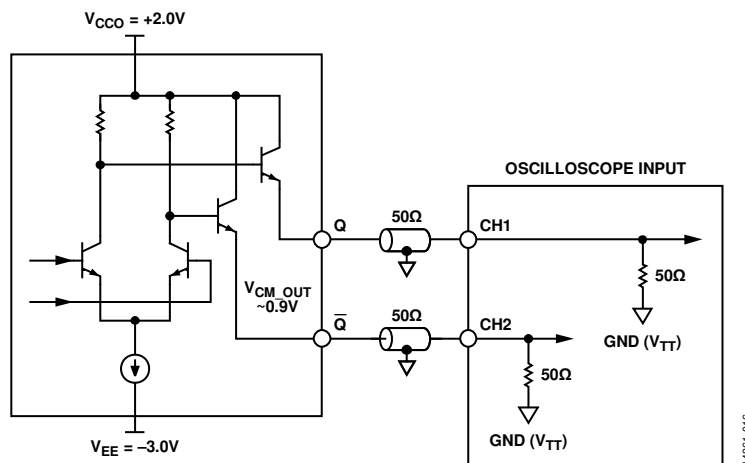 V_CCO = +2.0V
OSCILLOSCOPE INPUT
Q
50Ω
CH1
50Ω
GND (V_TT)
V_CM_OUT
~0.9V
Q̅
50Ω
CH2
50Ω
GND (V_TT)
V_EE = –3.0V